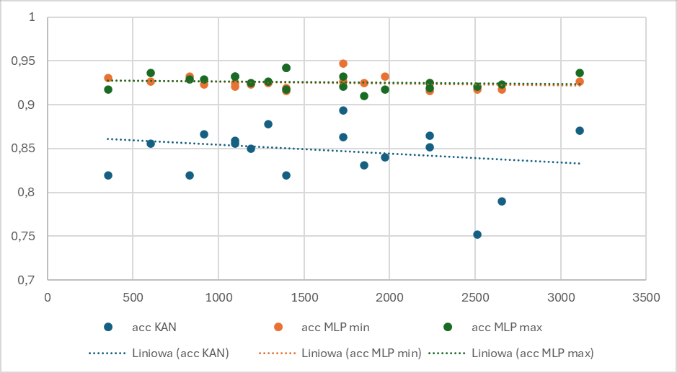 1
0,95
0,9
0,85
0,8
0,75
0,7
0 500 1000 1500 2000 2500 3000 3500
acc KAN acc MLP min acc MLP max
Liniowa (acc KAN) Liniowa (acc MLP min) Liniowa (acc MLP max)